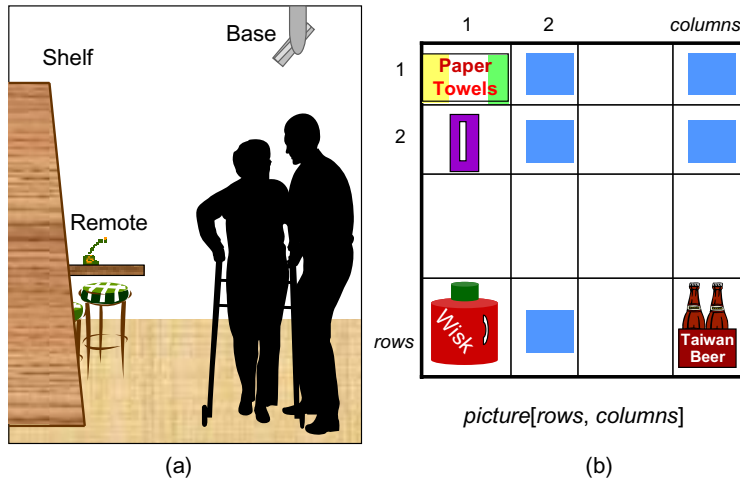 Base
Shelf
Remote
(a)
1 2 columns
1
Paper
Towels
2
rows
Wisk
Taiwan
Beer
picture[rows, columns]
(b)